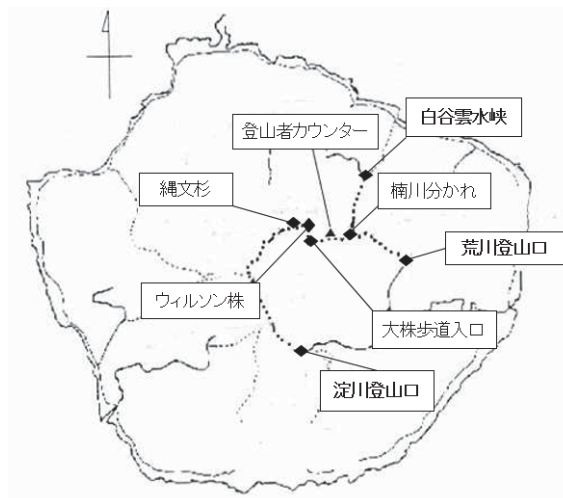 白谷雲水峡
登山者カウンター
縄文杉
楠川分かれ
荒川登山口
ウィルソン株
大株歩道入口
淀川登山口